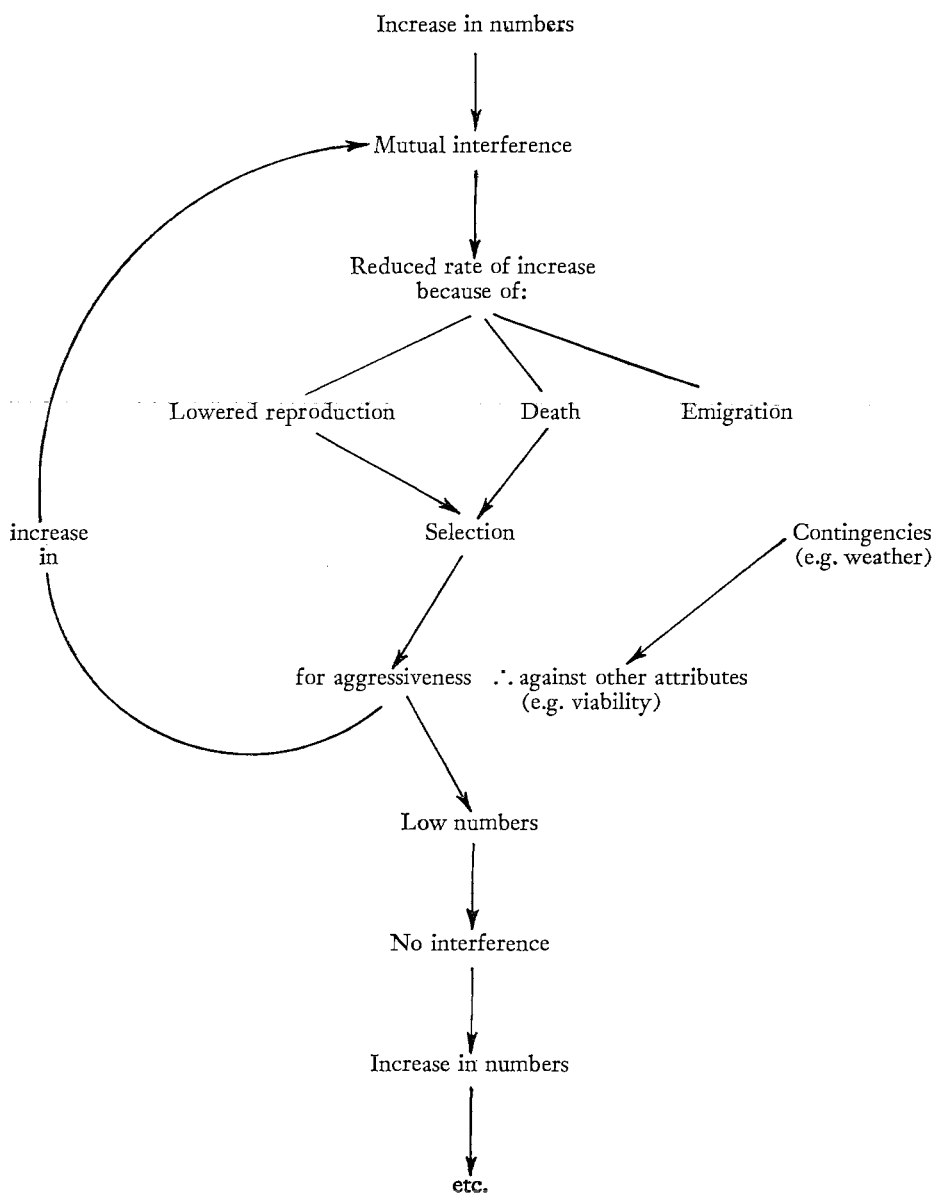 Increase in numbers
Mutual interference
Reduced rate of increase
because of:
Lowered reproduction
Death
Emigration
increase
in
Selection
Contingencies
(e.g. weather)
for aggressiveness ∴ against other attributes
(e.g. viability)
Low numbers
No interference
Increase in numbers
etc.